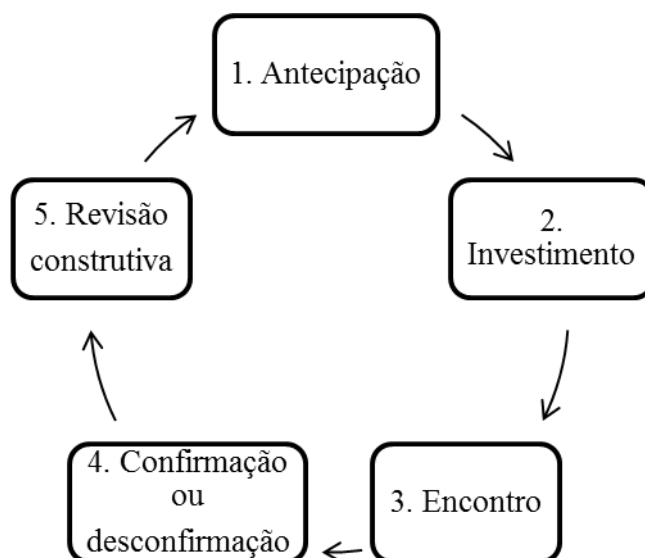 1. Antecipação
2.
Investimento
3. Encontro
4. Confirmação
ou
desconfirmação
5. Revisão
construtiva